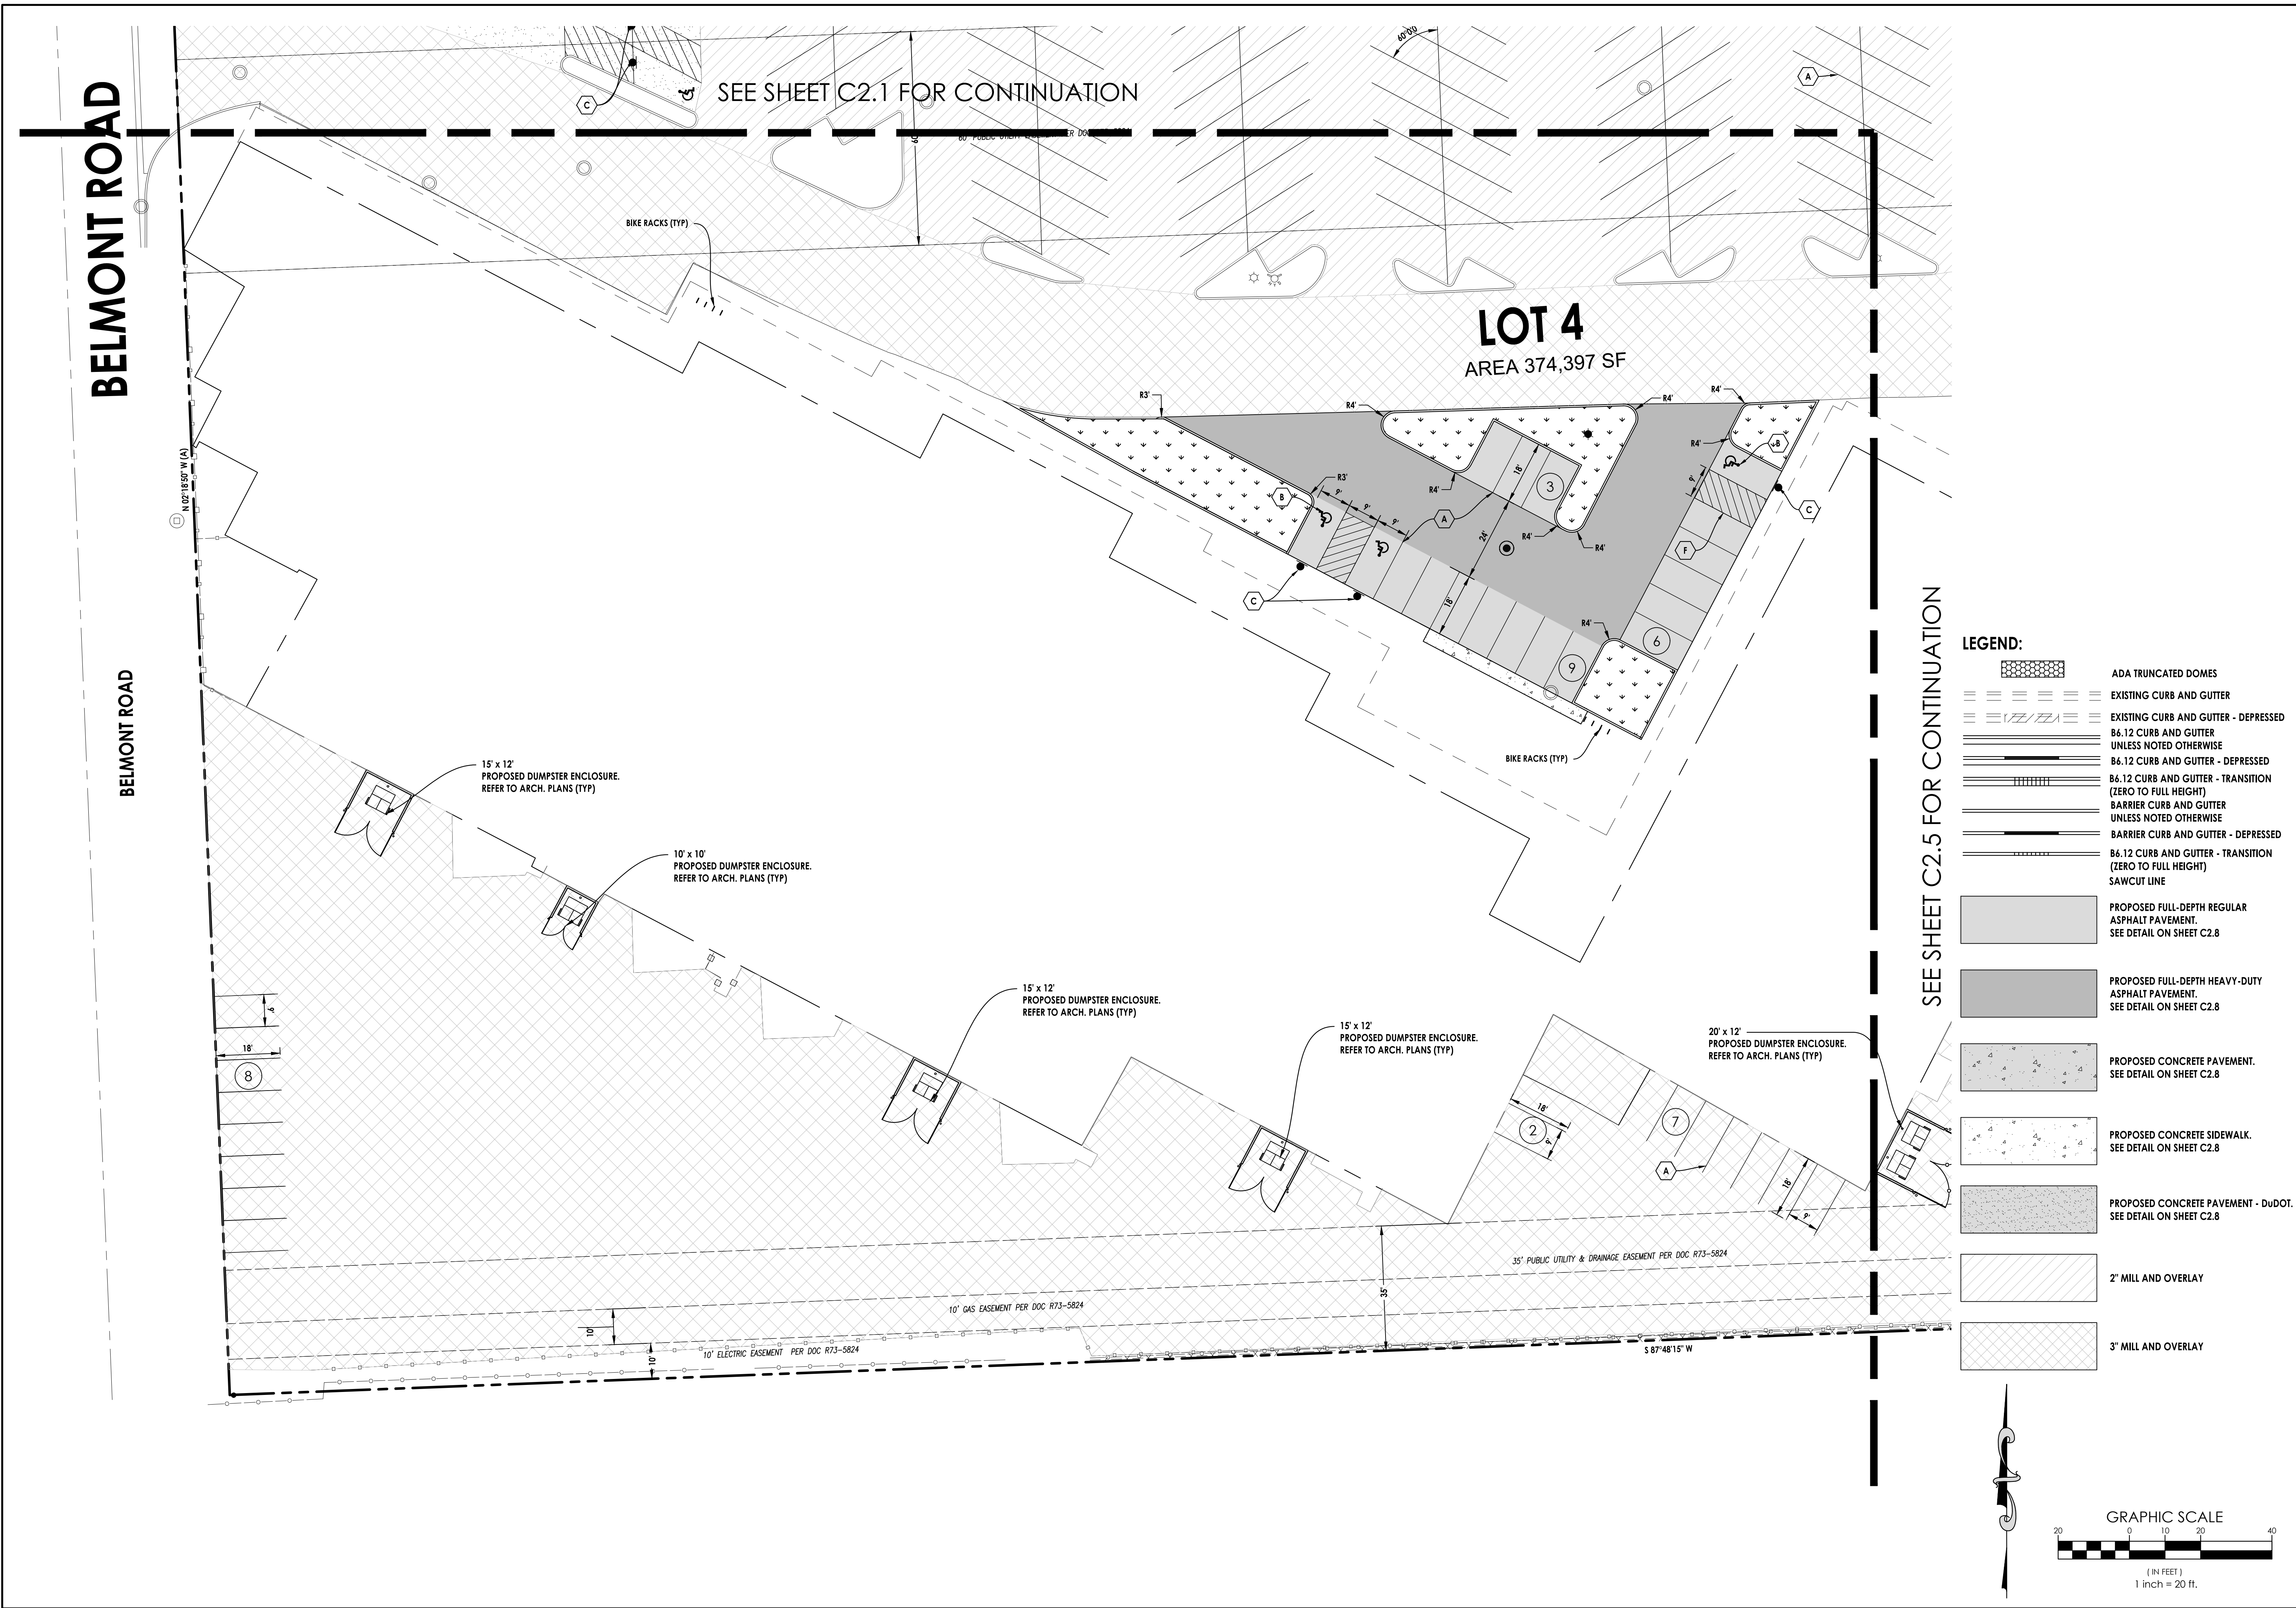 BELMONT ROAD
SEE SHEET C2.1 FOR CONTINUATION
60'0.0
A
C
60'
BIKE RACKS (TYP)
LOT 4
AREA 374,397 SF
N 02°18'50" W (A)
R3'
R4'
R4'
R4'
R4'
B
R3'
9'
B
9'
9'
9'
R4'
18'
3
C
A
24'
R4'
R4'
F
C
18'
R4'
6
9
BIKE RACKS (TYP)
BELMONT ROAD
15' x 12'
PROPOSED DUMPSTER ENCLOSURE.
REFER TO ARCH. PLANS (TYP)
10' x 10'
PROPOSED DUMPSTER ENCLOSURE.
REFER TO ARCH. PLANS (TYP)
15' x 12'
PROPOSED DUMPSTER ENCLOSURE.
REFER TO ARCH. PLANS (TYP)
15' x 12'
PROPOSED DUMPSTER ENCLOSURE.
REFER TO ARCH. PLANS (TYP)
20' x 12'
PROPOSED DUMPSTER ENCLOSURE.
REFER TO ARCH. PLANS (TYP)
9'
18'
8
18'
2
9'
7
A
18'
9'
35' PUBLIC UTILITY & DRAINAGE EASEMENT PER DOC R73-5824
35'
10' GAS EASEMENT PER DOC R73-5824
10'
10' ELECTRIC EASEMENT PER DOC R73-5824
10'
S 87°48'15" W
SEE SHEET C2.5 FOR CONTINUATION
LEGEND:
ADA TRUNCATED DOMES
EXISTING CURB AND GUTTER
EXISTING CURB AND GUTTER - DEPRESSED
B6.12 CURB AND GUTTER
UNLESS NOTED OTHERWISE
B6.12 CURB AND GUTTER - DEPRESSED
B6.12 CURB AND GUTTER - TRANSITION
(ZERO TO FULL HEIGHT)
BARRIER CURB AND GUTTER
UNLESS NOTED OTHERWISE
BARRIER CURB AND GUTTER - DEPRESSED
B6.12 CURB AND GUTTER - TRANSITION
(ZERO TO FULL HEIGHT)
SAWCUT LINE
PROPOSED FULL-DEPTH REGULAR
ASPHALT PAVEMENT.
SEE DETAIL ON SHEET C2.8
PROPOSED FULL-DEPTH HEAVY-DUTY
ASPHALT PAVEMENT.
SEE DETAIL ON SHEET C2.8
PROPOSED CONCRETE PAVEMENT.
SEE DETAIL ON SHEET C2.8
PROPOSED CONCRETE SIDEWALK.
SEE DETAIL ON SHEET C2.8
PROPOSED CONCRETE PAVEMENT - DuDOT.
SEE DETAIL ON SHEET C2.8
2" MILL AND OVERLAY
3" MILL AND OVERLAY
GRAPHIC SCALE
20 0 10 20 40
( IN FEET )
1 inch = 20 ft.